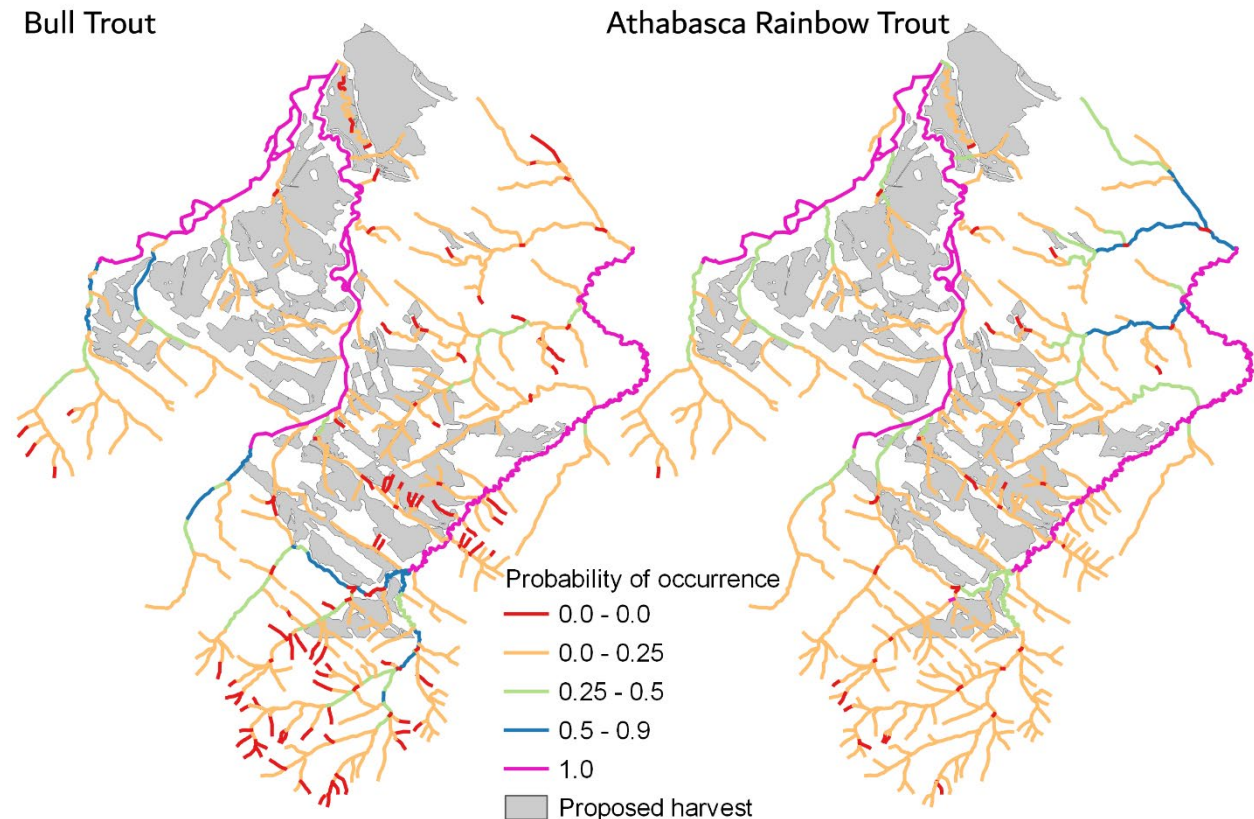 Bull Trout
Athabasca Rainbow Trout
Probability of occurrence
0.0 - 0.0
0.0 - 0.25
0.25 - 0.5
0.5 - 0.9
1.0
Proposed harvest